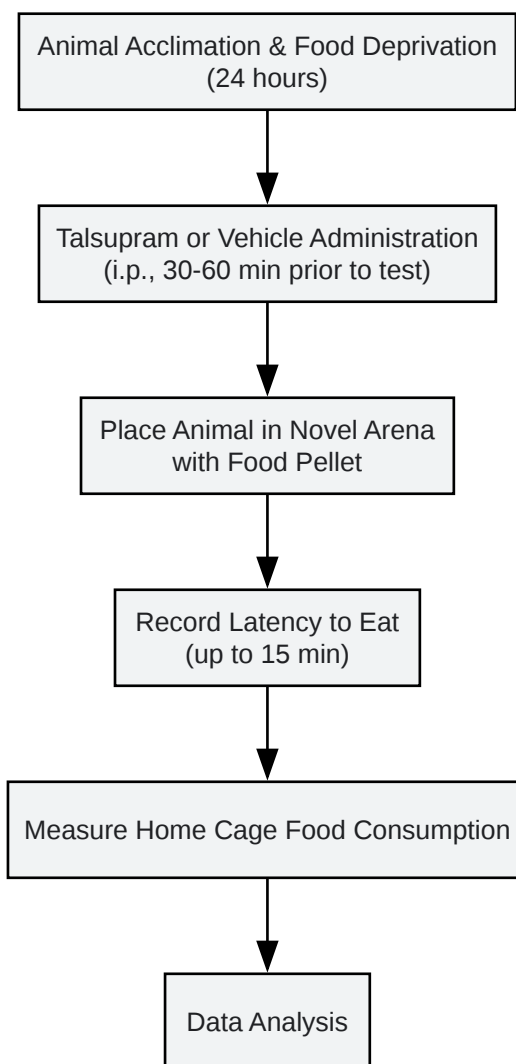 Animal Acclimation & Food Deprivation
(24 hours)
Talsupram or Vehicle Administration
(i.p., 30-60 min prior to test)
Place Animal in Novel Arena
with Food Pellet
Record Latency to Eat
(up to 15 min)
Measure Home Cage Food Consumption
Data Analysis